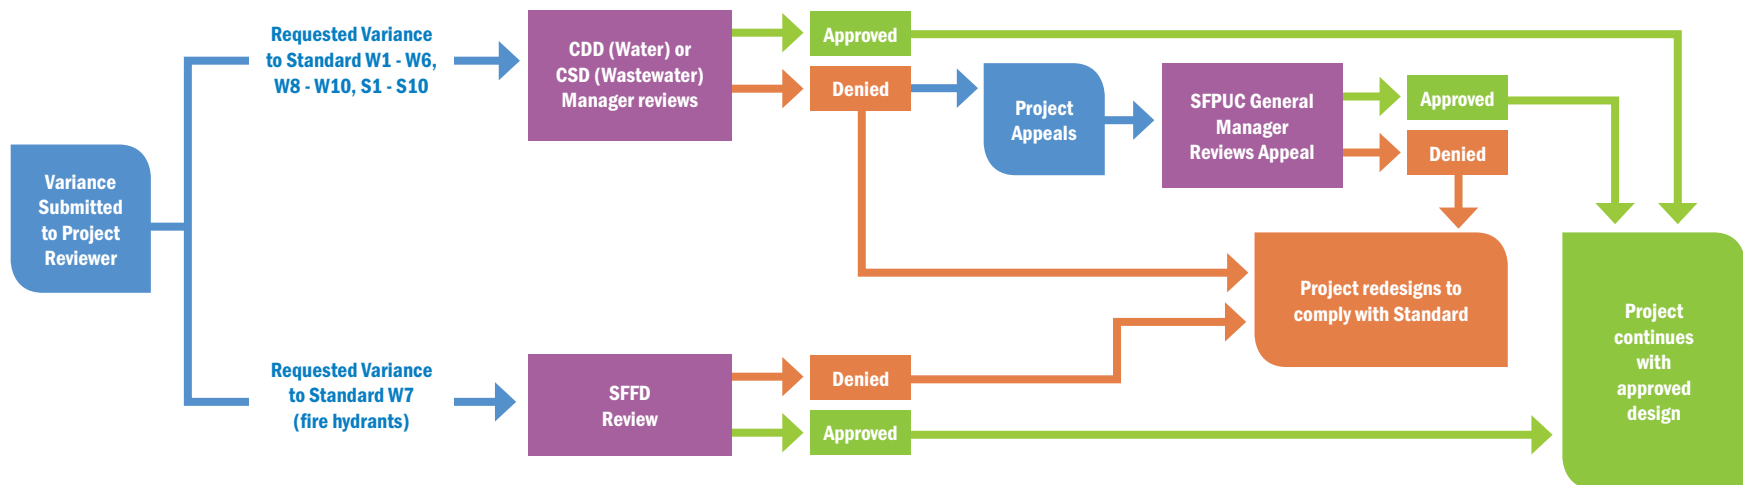 Variance
Submitted
to Project
Reviewer
Requested Variance
to Standard W1 - W6,
W8 - W10, S1 - S10
CDD (Water) or
CSD (Wastewater)
Manager reviews
Approved
Denied
Project
Appeals
SFPUC General
Manager
Reviews Appeal
Approved
Denied
Project redesigns to
comply with Standard
Project
continues
with
approved
design
Requested Variance
to Standard W7
(fire hydrants)
SFFD
Review
Denied
Approved